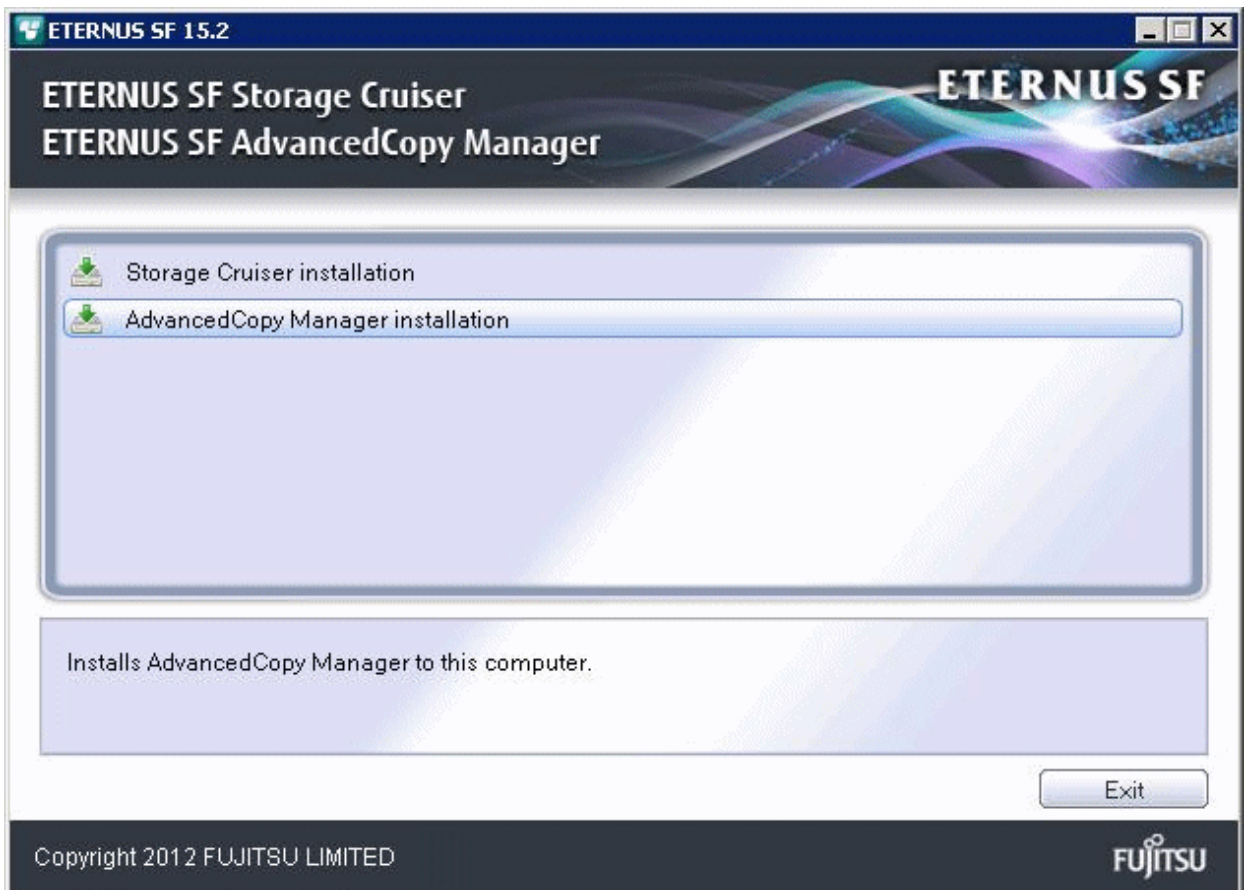 ETERNUS SF 15.2
ETERNUS SF Storage Cruiser
ETERNUS SF AdvancedCopy Manager
ETERNUS SF
Storage Cruiser installation
AdvancedCopy Manager installation
Installs AdvancedCopy Manager to this computer.
Exit
Copyright 2012 FUJITSU LIMITED
FUJITSU